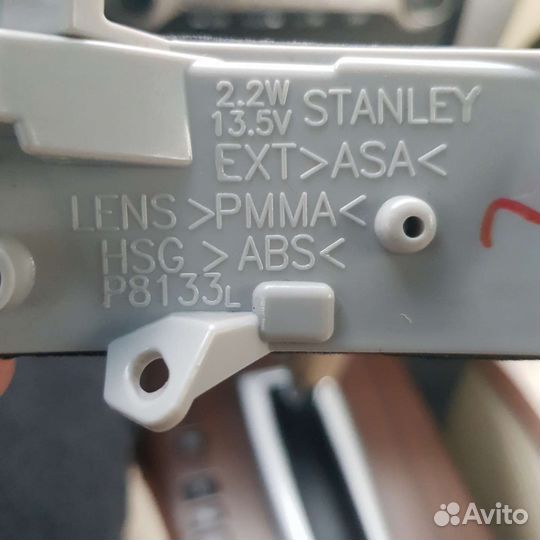 2.2W
13.5V STANLEY
EXT>ASA<
LENS >PMMA<
HSG >ABS<
P8133L
Avito